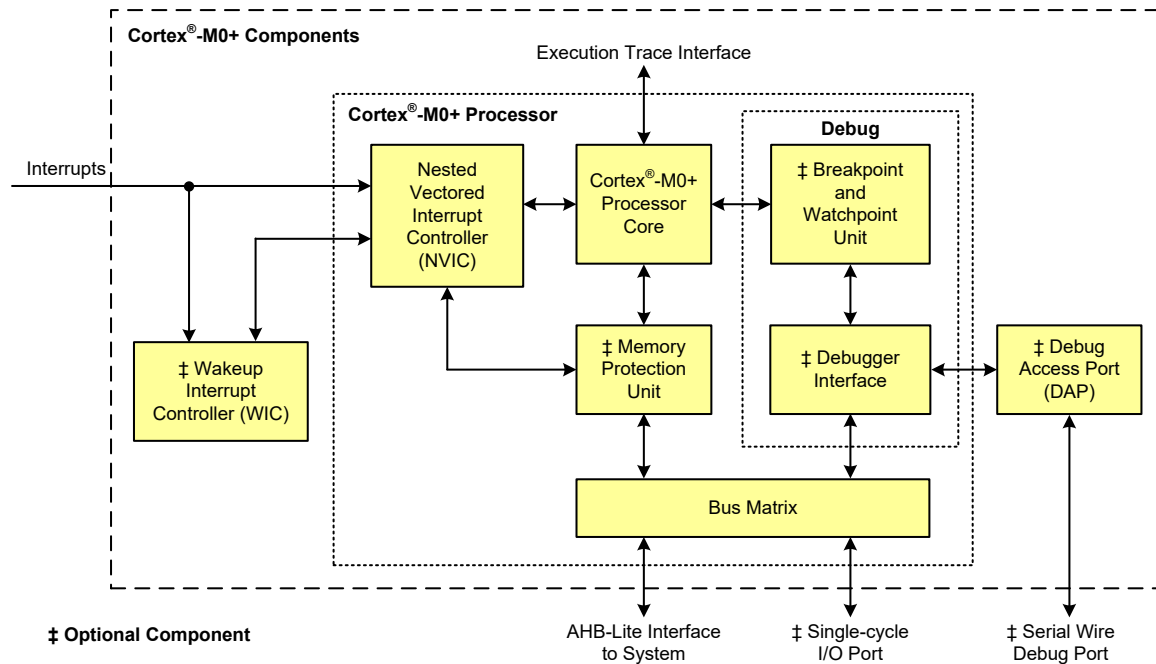 Cortex®-M0+ Components
Execution Trace Interface
Cortex®-M0+ Processor
Debug
Interrupts
Nested
Vectored
Interrupt
Controller
(NVIC)
Cortex®-M0+
Processor
Core
‡ Breakpoint
and
Watchpoint
Unit
‡ Wakeup
Interrupt
Controller (WIC)
‡ Memory
Protection
Unit
‡ Debugger
Interface
‡ Debug
Access Port
(DAP)
Bus Matrix
‡ Optional Component
AHB-Lite Interface
to System
‡ Single-cycle
I/O Port
‡ Serial Wire
Debug Port